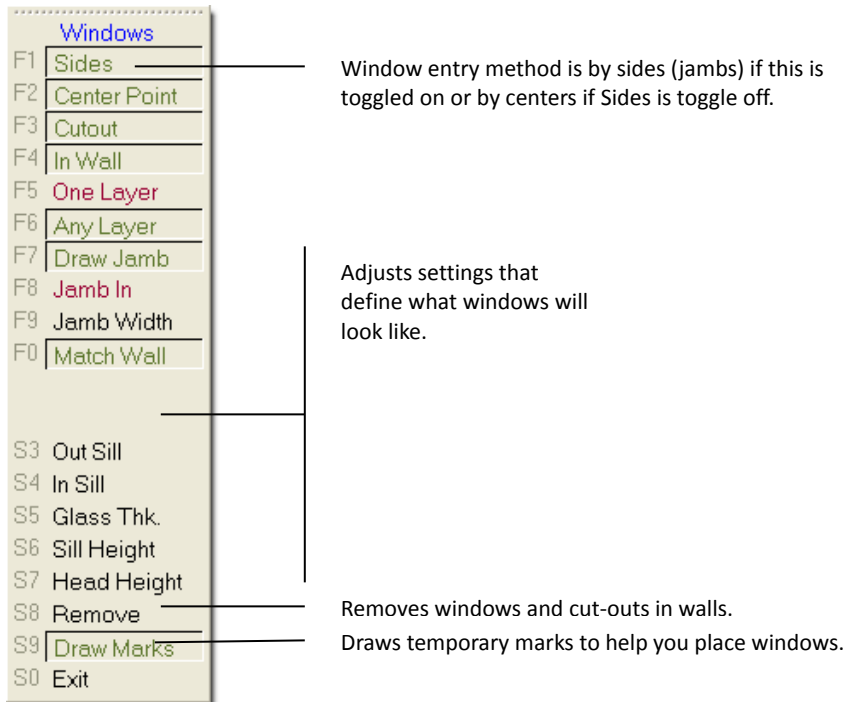 Windows
F1 Sides
F2 Center Point
F3 Cutout
F4 In Wall
F5 One Layer
F6 Any Layer
F7 Draw Jamb
F8 Jamb In
F9 Jamb Width
F0 Match Wall
S3 Out Sill
S4 In Sill
S5 Glass Thk.
S6 Sill Height
S7 Head Height
S8 Remove
S9 Draw Marks
S0 Exit
Window entry method is by sides (jambs) if this is
toggled on or by centers if Sides is toggle off.
Adjusts settings that
define what windows will
look like.
Removes windows and cut-outs in walls.
Draws temporary marks to help you place windows.